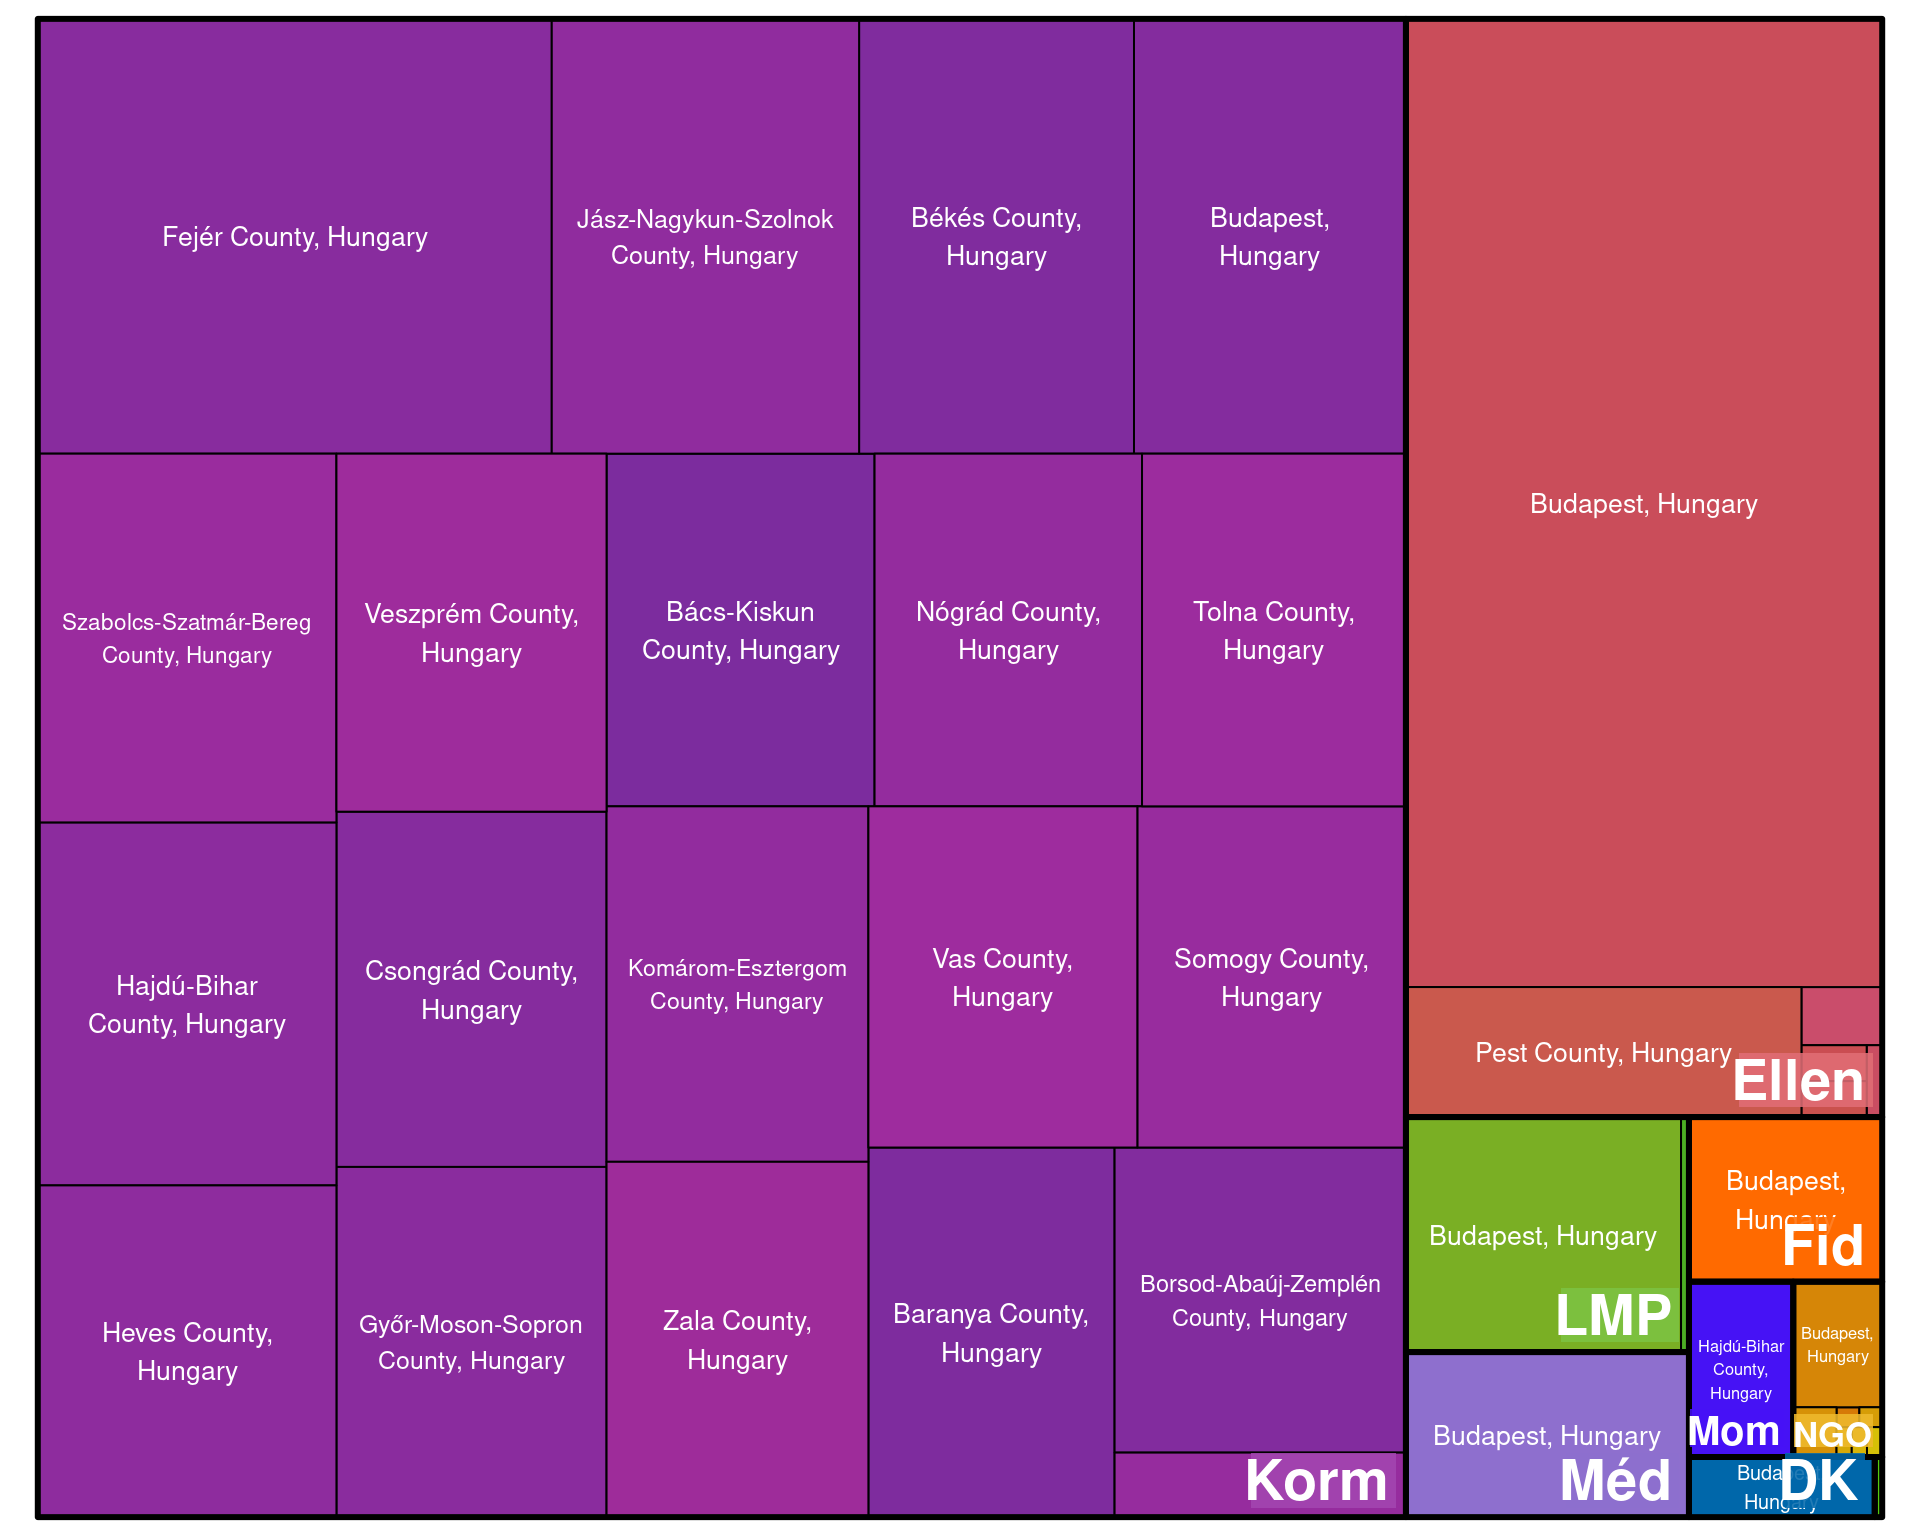 Fejér County, Hungary
Jász-Nagykun-Szolnok
County, Hungary
Békés County,
Hungary
Budapest,
Hungary
Szabolcs-Szatmár-Bereg
County, Hungary
Veszprém County,
Hungary
Bács-Kiskun
County, Hungary
Nógrád County,
Hungary
Tolna County,
Hungary
Hajdú-Bihar
County, Hungary
Csongrád County,
Hungary
Komárom-Esztergom
County, Hungary
Vas County,
Hungary
Somogy County,
Hungary
Heves County,
Hungary
Győr-Moson-Sopron
County, Hungary
Zala County,
Hungary
Baranya County,
Hungary
Borsod-Abaúj-Zemplén
County, Hungary
Korm
Budapest, Hungary
Pest County, Hungary
Ellen
Budapest, Hungary
LMP
Budapest, Hungary
Méd
Budapest,
Hungary
Fid
Hajdú-Bihar
County,
Hungary
Mom
Budapest,
Hungary
NGO
Budapest,
Hungary
DK